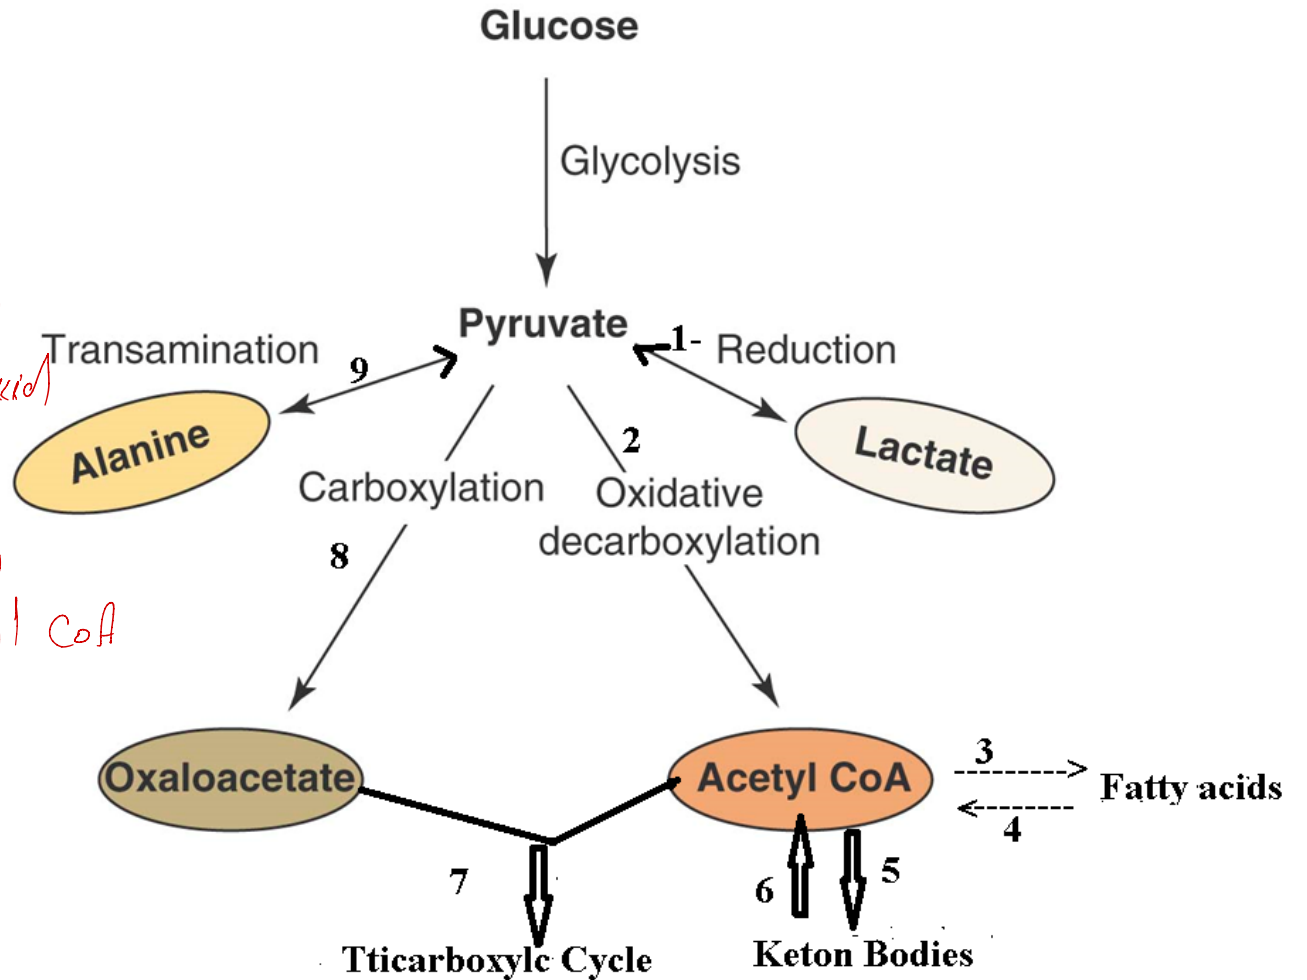 Glucose
Glycolysis
Pyruvate
1-
Reduction
Transamination
9
Alanine
Lactate
2
Carboxylation
Oxidative
decarboxylation
8
CoA
Oxaloacetate
Acetyl CoA
3
Fatty acids
4
7
6
5
Tticarboxylc Cycle
Keton Bodies